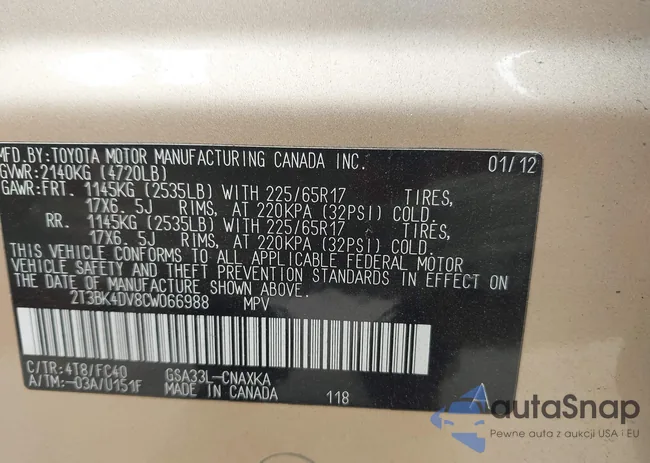 MFD. BY: TOYOTA MOTOR MANUFACTURING CANADA INC. 01/12
GVWR: 2140KG (4720LB)
GAWR: FRT. 1145KG (2535LB) WITH 225/65R17 TIRES,
17X6. 5J RIMS, AT 220KPA (32PSI) COLD.
RR. 1145KG (2535LB) WITH 225/65R17 TIRES,
17X6. 5J RIMS, AT 220KPA (32PSI) COLD.
THIS VEHICLE CONFORMS TO ALL APPLICABLE FEDERAL MOTOR
VEHICLE SAFETY AND THEFT PREVENTION STANDARDS IN EFFECT ON
THE DATE OF MANUFACTURE SHOWN ABOVE.
2T3BK4DV8CW066988 MPV
C/TR: 4T8/FC40 GSA33L-CNAXKA
A/TM: -03A/U151F MADE IN CANADA 118 A
autaSnap
Pewne auta z aukcji USA i EU